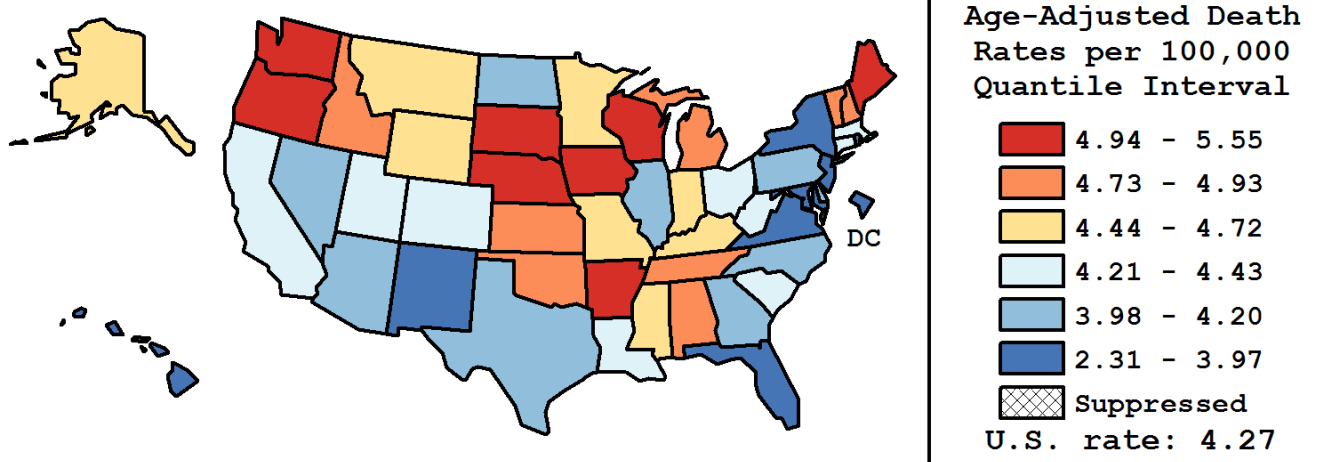 DC
Age-Adjusted Death
Rates per 100,000
Quantile Interval
4.94 - 5.55
4.73 - 4.93
4.44 - 4.72
4.21 - 4.43
3.98 - 4.20
2.31 - 3.97
Suppressed
U.S. rate: 4.27